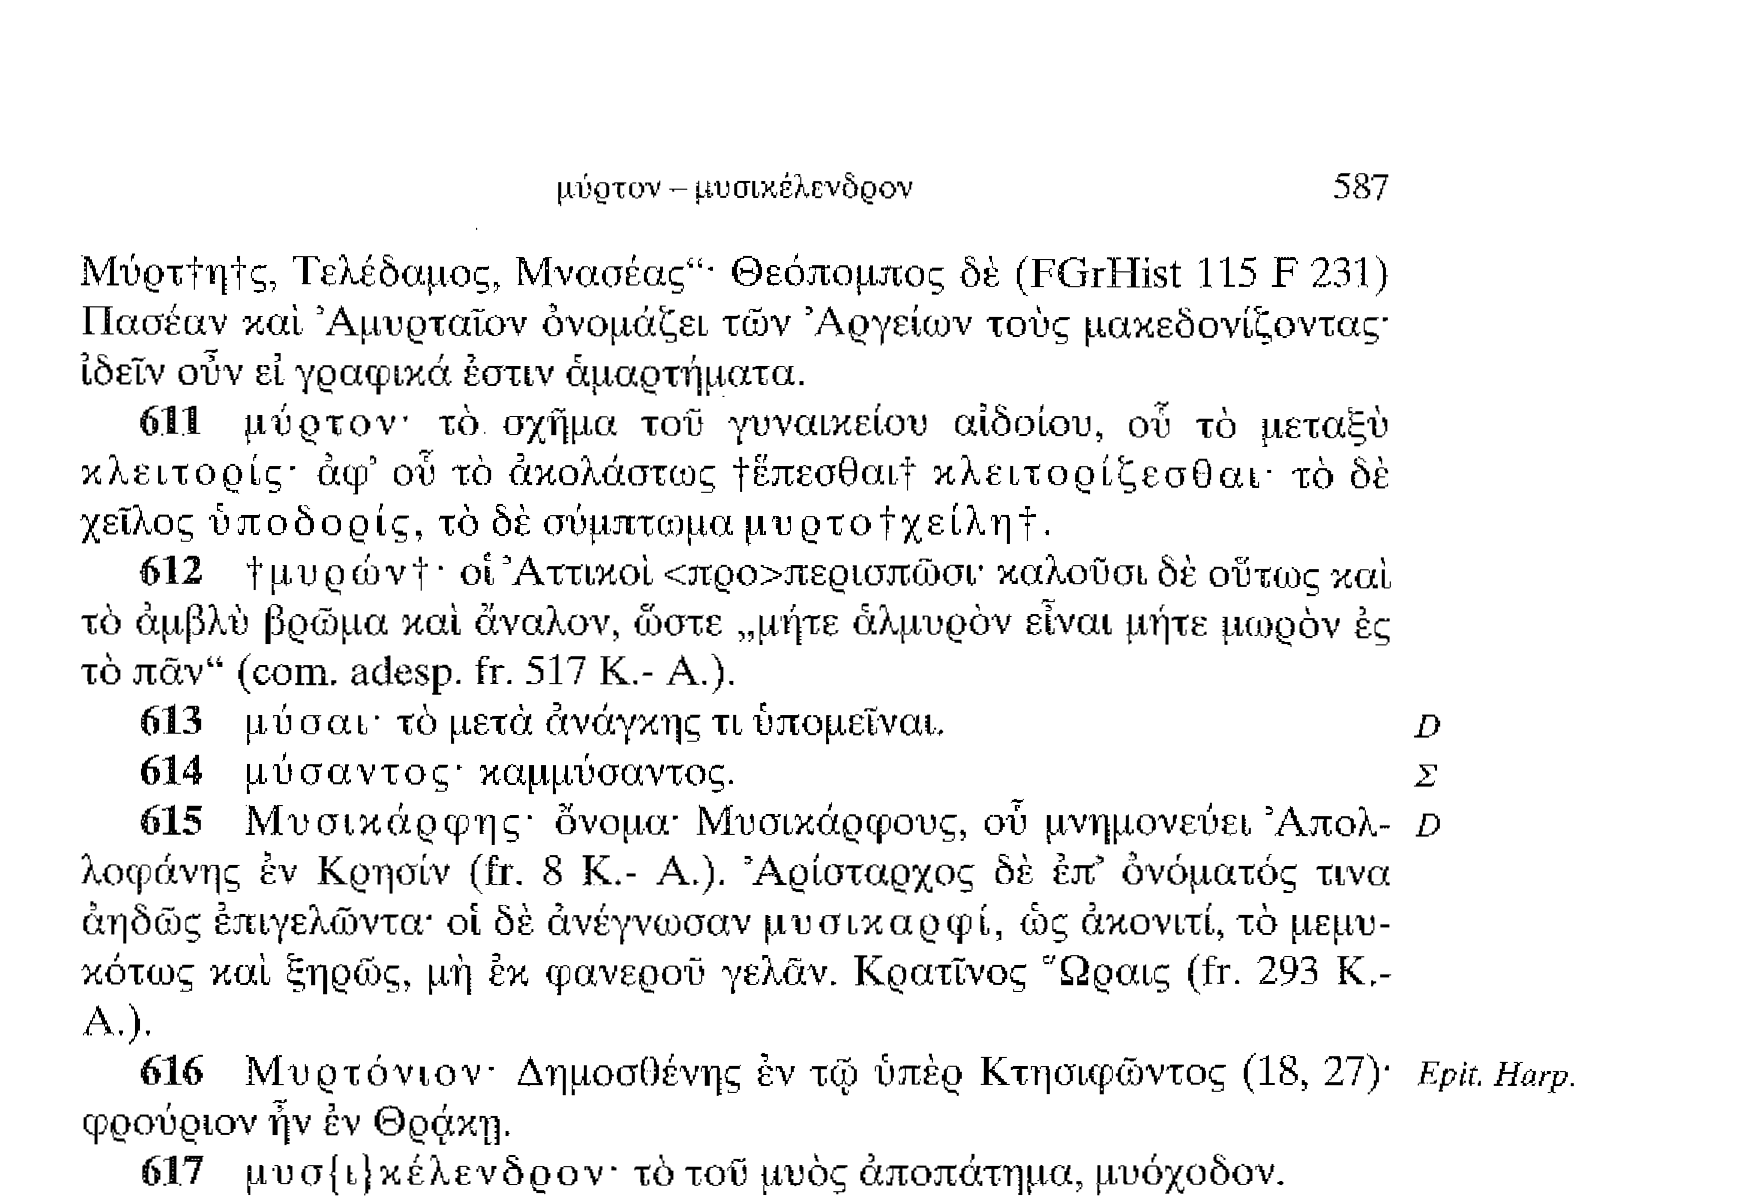 μύρτον – μυσικέλενδρον 587
Μύρτ†η†ς, Τελέδαμος, Μνασέας“· Θεόπομπος δὲ (FGrHist 115 F 231)
Πασέαν καὶ Ἀμυρταῖον ὀνομάζει τῶν Ἀργείων τοὺς μακεδονίζοντας·
ἰδεῖν οὖν εἰ γραφικά ἐστιν ἁμαρτήματα.
611 μύρτον· τὸ σχῆμα τοῦ γυναικείου αἰδοίου, οὗ τὸ μεταξὺ
κλειτορίς· ἀφ’ οὗ τὸ ἀκολάστως †ἕπεσθαι† κλειτορίζεσθαι· τὸ δὲ
χεῖλος ὑποδορίς, τὸ δὲ σύμπτωμα μυρτο†χείλη†.
612 †μυρών†· οἱ Ἀττικοὶ <προ>περισπῶσι· καλοῦσι δὲ οὕτως καὶ
τὸ ἀμβλὺ βρῶμα καὶ ἄναλον, ὥστε „μήτε ἁλμυρὸν εἶναι μήτε μωρὸν ἐς
τὸ πᾶν“ (com. adesp. fr. 517 K.- A.).
613 μύσαι· τὸ μετὰ ἀνάγκης τι ὑπομεῖναι. D
614 μύσαντος· καμμύσαντος. Σ
615 Μυσικάρφης· ὄνομα· Μυσικάρφους, οὗ μνημονεύει Ἀπολ- D
λοφάνης ἐν Κρησίν (fr. 8 K.- A.). Ἀρίσταρχος δὲ ἐπ’ ὀνόματός τινα
ἀηδῶς ἐπιγελῶντα· οἱ δὲ ἀνέγνωσαν μυσικαρφί, ὡς ἀκονιτί, τὸ μεμυ-
κότως καὶ ξηρῶς, μὴ ἐκ φανεροῦ γελᾶν. Κρατῖνος Ὥραις (fr. 293 K.-
A.).
616 Μυρτόνιον· Δημοσθένης ἐν τῷ ὑπὲρ Κτησιφῶντος (18, 27)· Epit. Harp.
φρούριον ἦν ἐν Θρᾴκῃ.
617 μυσ{ι}κέλενδρον· τὸ τοῦ μυὸς ἀποπάτημα, μυόχοδον.